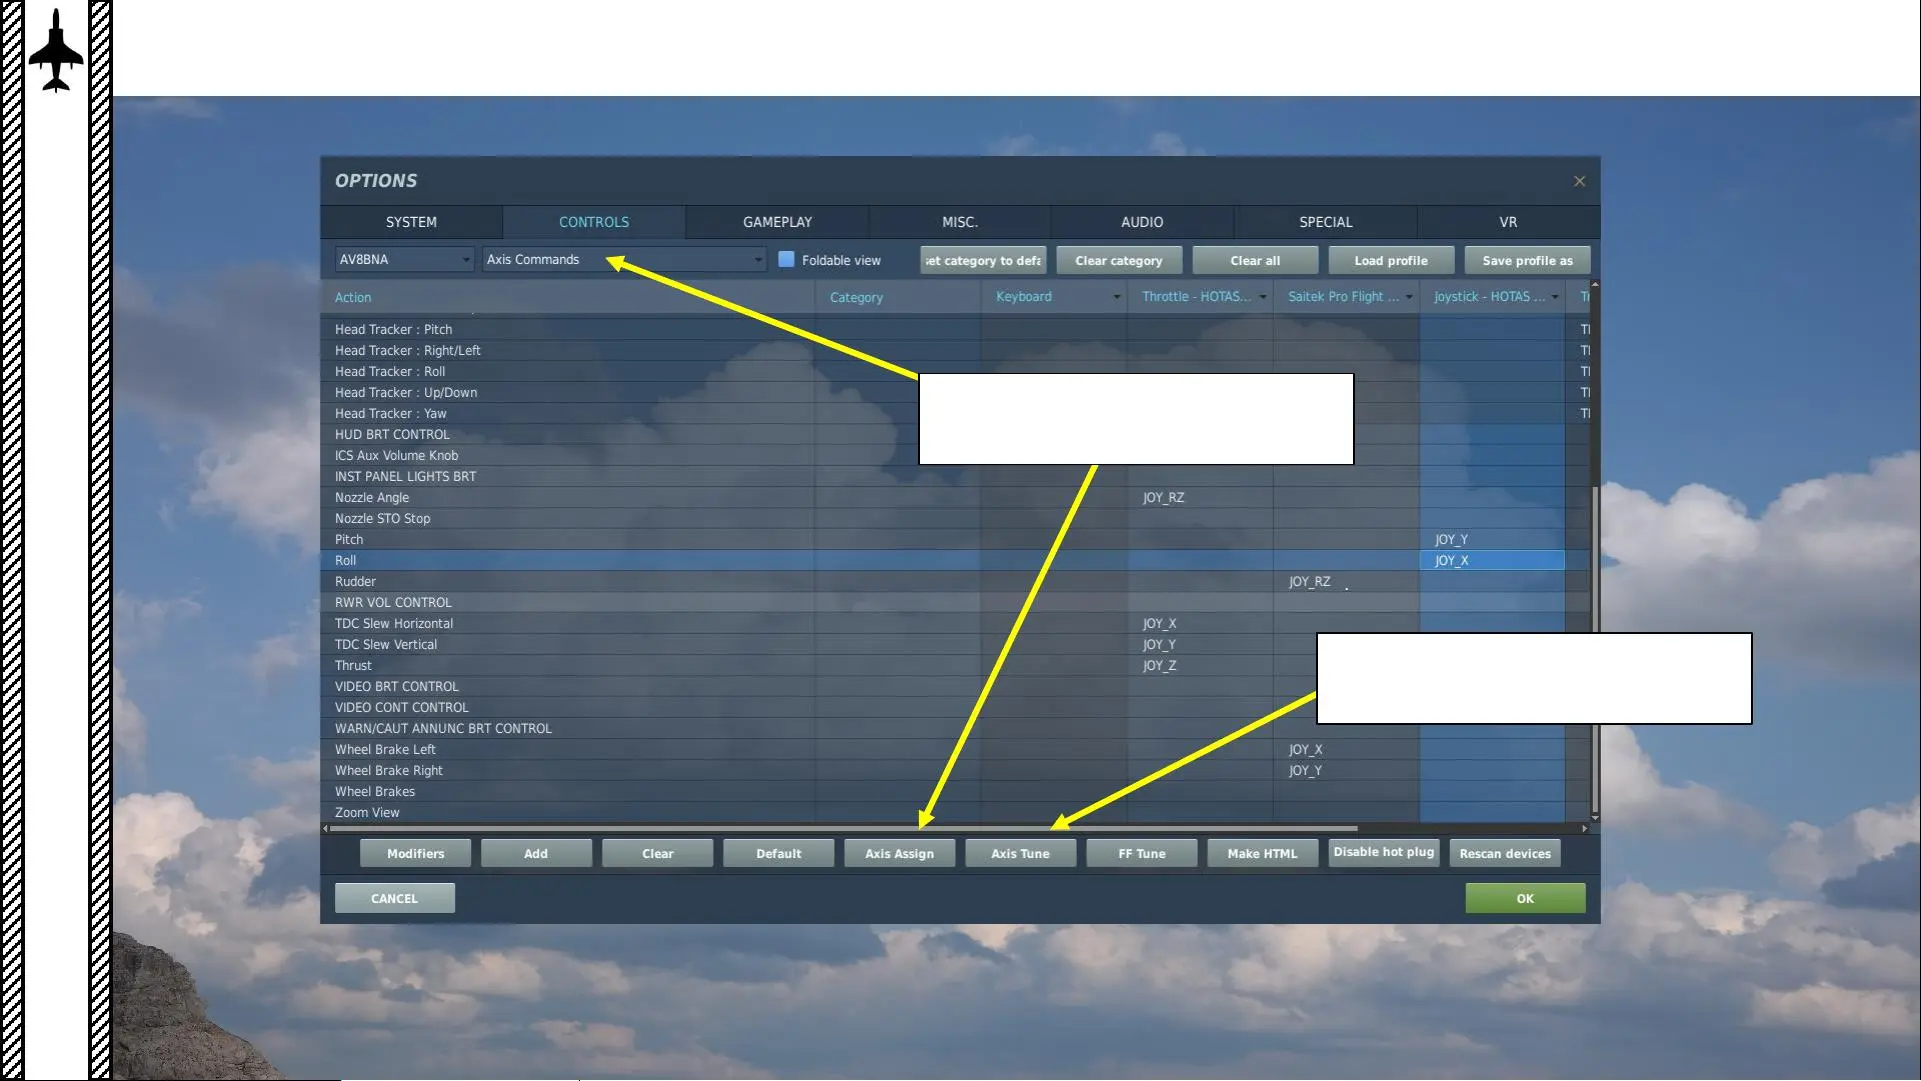 OPTIONS
SYSTEM CONTROLS GAMEPLAY MISC. AUDIO SPECIAL VR
AV8BNA Axis Commands Foldable view et category to defa Clear category Clear all Load profile Save profile as
Action Category Keyboard Throttle - HOTAS... Saitek Pro Flight ... Joystick - HOTAS ...
Head Tracker : Pitch
Head Tracker : Right/Left
Head Tracker : Roll
Head Tracker : Up/Down
Head Tracker : Yaw
HUD BRT CONTROL
ICS Aux Volume Knob
INST PANEL LIGHTS BRT
Nozzle Angle JOY_RZ
Nozzle STO Stop
Pitch JOY_Y
Roll JOY_X
Rudder JOY_RZ
RWR VOL CONTROL
TDC Slew Horizontal JOY_X
TDC Slew Vertical JOY_Y
Thrust JOY_Z
VIDEO BRT CONTROL
VIDEO CONT CONTROL
WARN/CAUT ANNUNC BRT CONTROL
Wheel Brake Left JOY_X
Wheel Brake Right JOY_Y
Wheel Brakes
Zoom View
Modifiers Add Clear Default Axis Assign Axis Tune FF Tune Make HTML Disable hot plug Rescan devices
CANCEL OK